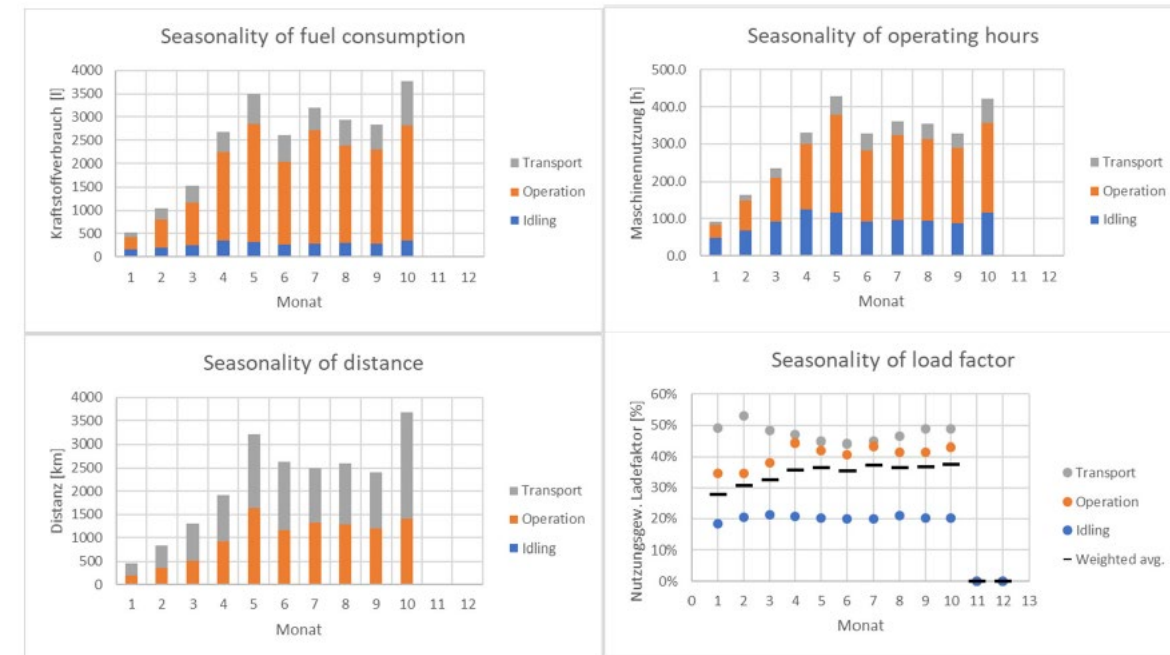 Seasonality of fuel consumption
Kraftstoffverbrauch [l]
4000
3500
3000
2500
2000
1500
1000
500
0
1 2 3 4 5 6 7 8 9 10 11 12
Monat
Transport
Operation
Idling
Seasonality of operating hours
Maschinennutzung [h]
500.0
400.0
300.0
200.0
100.0
0.0
1 2 3 4 5 6 7 8 9 10 11 12
Monat
Transport
Operation
Idling
Seasonality of distance
Distanz [km]
4000
3500
3000
2500
2000
1500
1000
500
0
1 2 3 4 5 6 7 8 9 10 11 12
Monat
Transport
Operation
Idling
Seasonality of load factor
Nutzungsgew. Ladefaktor [%]
60%
50%
40%
30%
20%
10%
0%
0 1 2 3 4 5 6 7 8 9 10 11 12 13
Monat
Transport
Operation
Idling
Weighted avg.